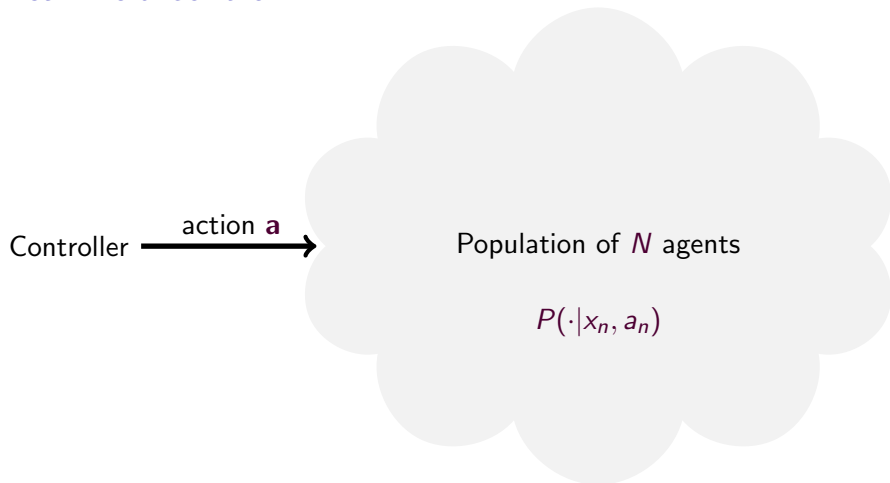 action a
Controller
Population of N agents
P(·|xₙ, aₙ)